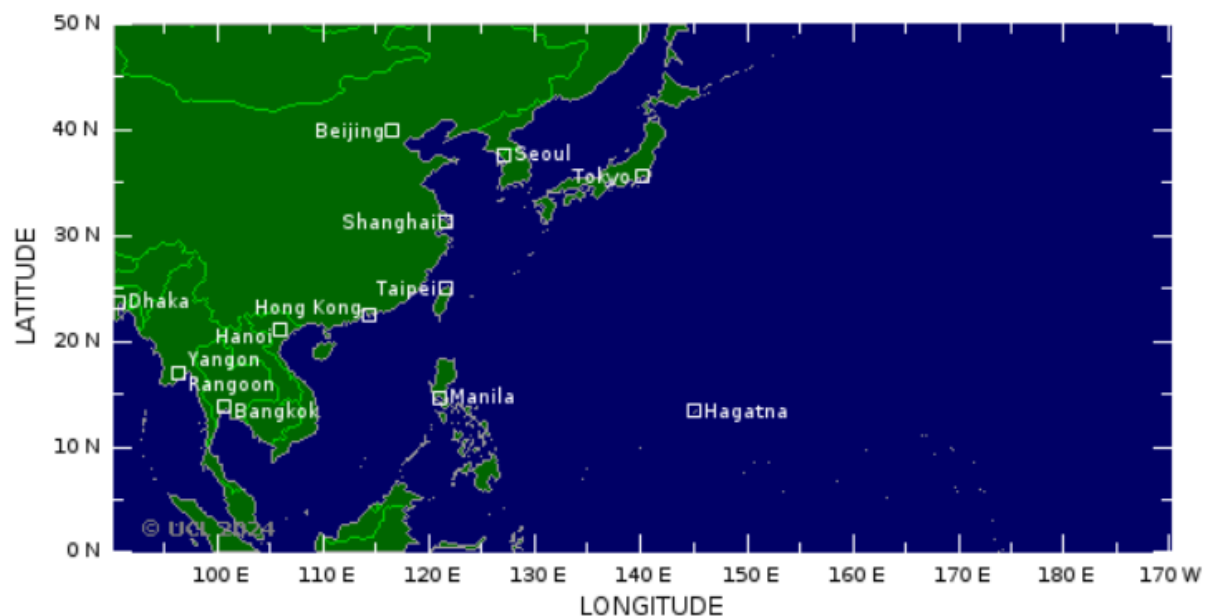 50 N
40 N
Beijing
Seoul
Tokyo
Shanghai
30 N
LATITUDE
Taipei
Dhaka
Hong Kong
Hanoi
20 N
Yangon
Rangoon
Manila
Bangkok
Hagatna
10 N
© UCL 2024
0 N
100 E 110 E 120 E 130 E 140 E 150 E 160 E 170 E 180 E 170 W
LONGITUDE